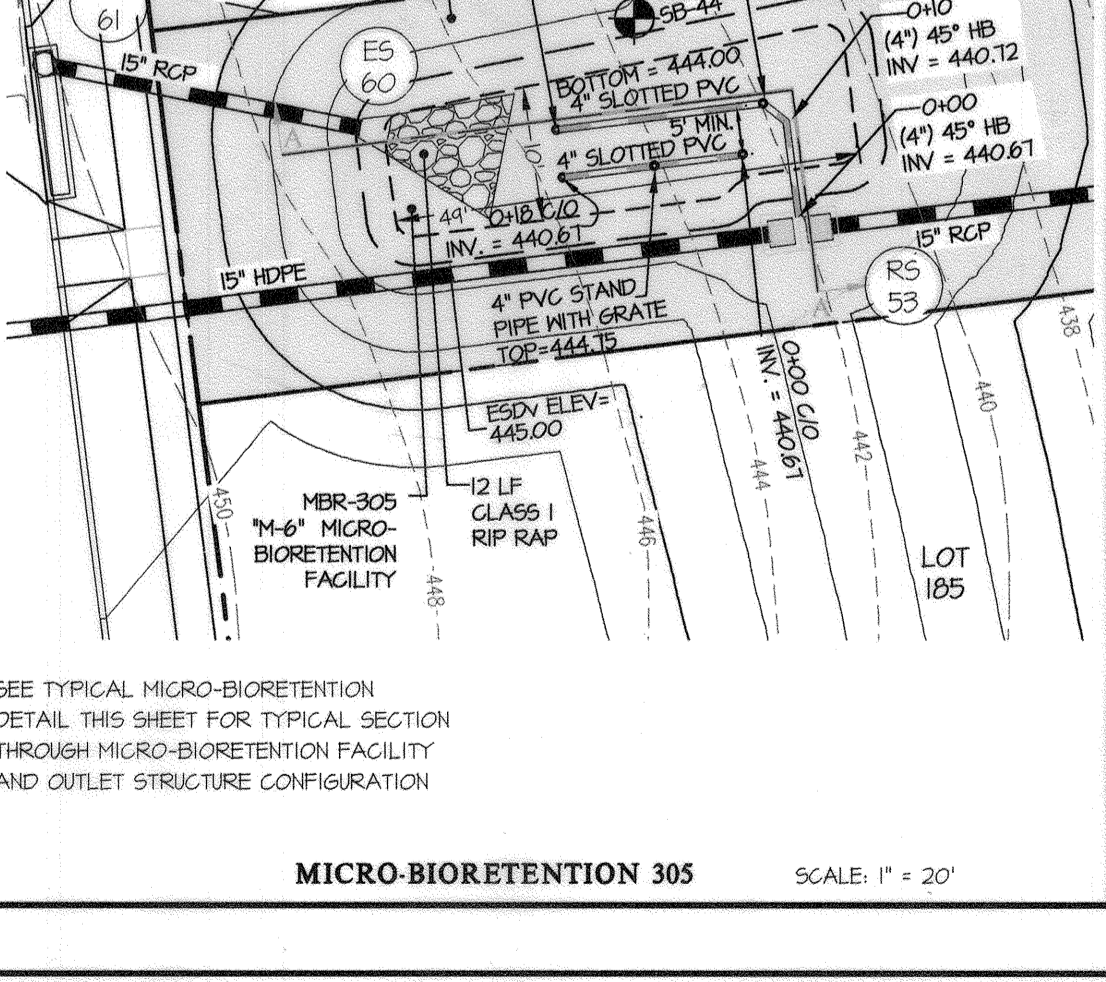 61
15" RCP
ES
60
SB-44
0+10
(4") 45° HB
INV = 440.72
BOTTOM = 444.00
4" SLOTTED PVC
5' MIN.
4" SLOTTED PVC
0+00
(4") 45° HB
INV = 440.67
A
49'
0+18 C/O
INV. = 440.67
15" RCP
15" HDPE
RS
53
4" PVC STAND
PIPE WITH GRATE
TOP=444.75
A
0+00 C/O
INV. = 440.67
438
440
442
444
446
448
450
ESDv ELEV=
445.00
MBR-305
"M-6" MICRO-
BIORETENTION
FACILITY
12 LF
CLASS I
RIP RAP
LOT
185
SEE TYPICAL MICRO-BIORETENTION
DETAIL THIS SHEET FOR TYPICAL SECTION
THROUGH MICRO-BIORETENTION FACILITY
AND OUTLET STRUCTURE CONFIGURATION
MICRO-BIORETENTION 305
SCALE: 1" = 20'